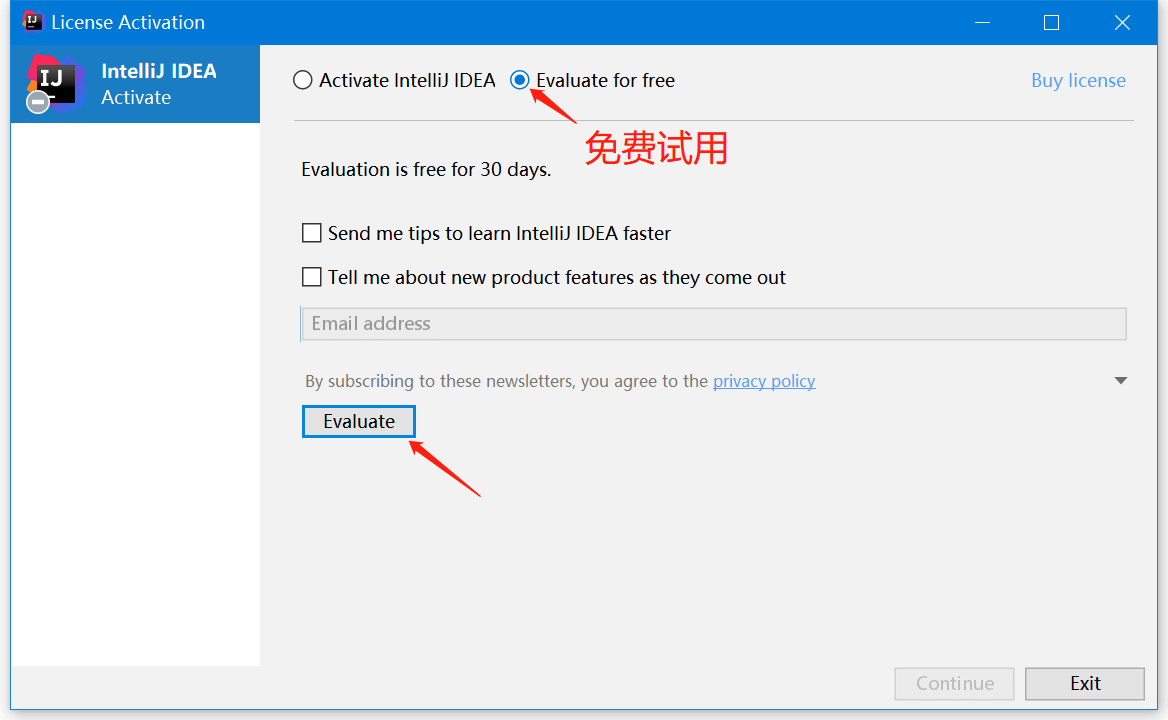 License Activation
IJ
IntelliJ IDEA
Activate
Activate IntelliJ IDEA
Evaluate for free
Buy license
免费试用
Evaluation is free for 30 days.
Send me tips to learn IntelliJ IDEA faster
Tell me about new product features as they come out
Email address
By subscribing to these newsletters, you agree to the privacy policy
Evaluate
Continue
Exit